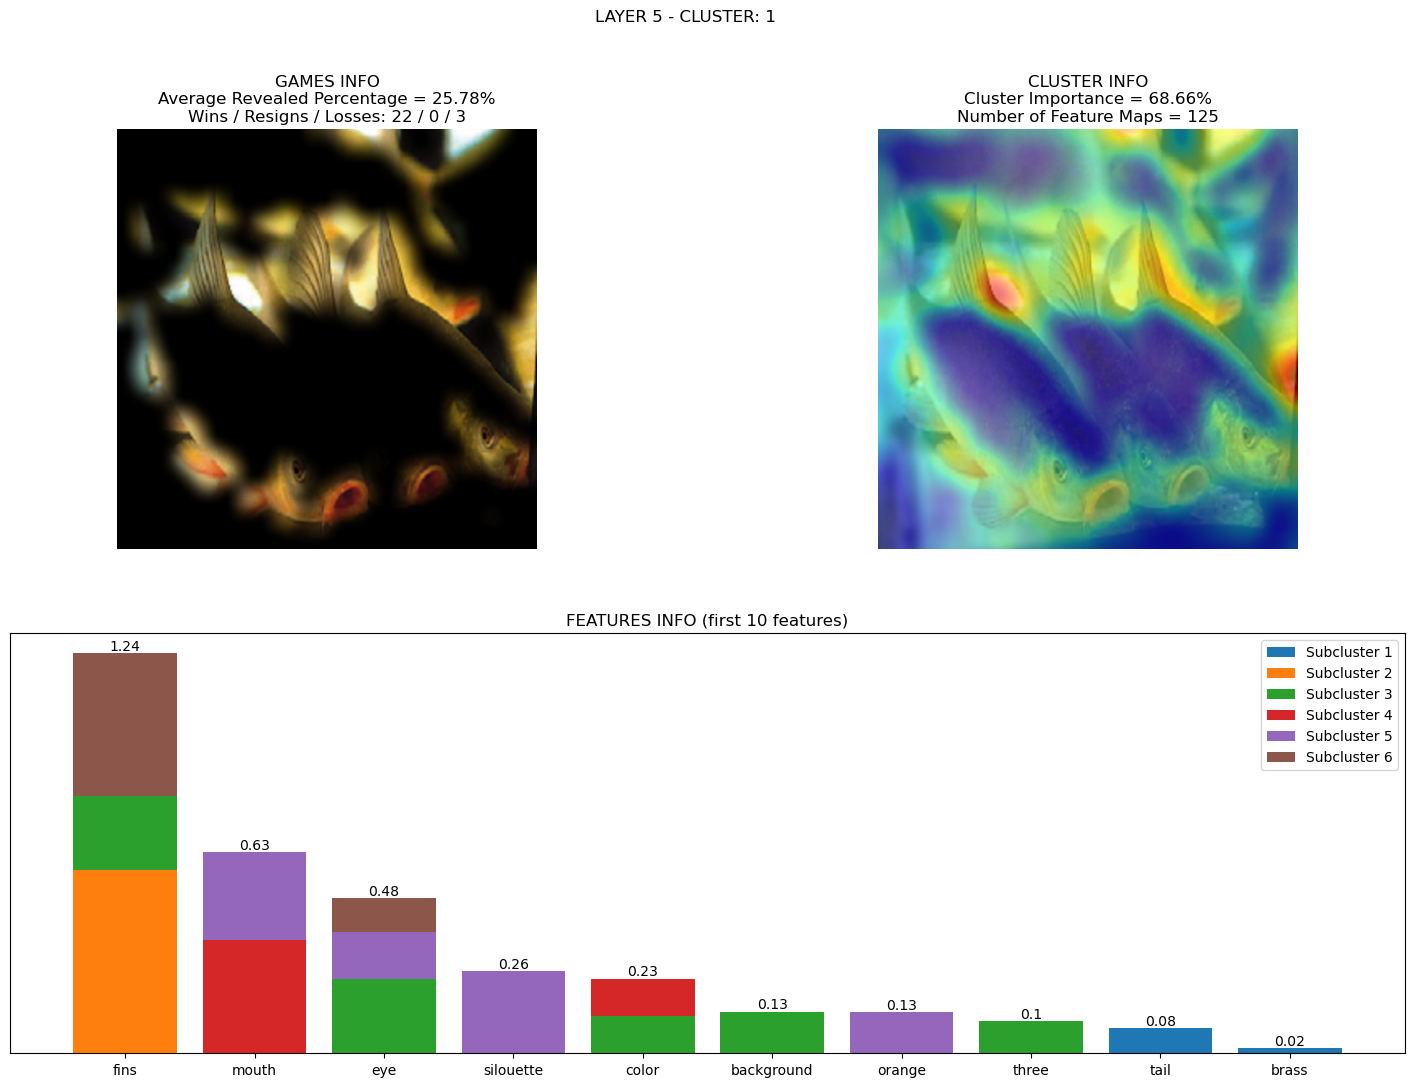 LAYER 5 - CLUSTER: 1
GAMES INFO
Average Revealed Percentage = 25.78%
Wins / Resigns / Losses: 22 / 0 / 3
CLUSTER INFO
Cluster Importance = 68.66%
Number of Feature Maps = 125
FEATURES INFO (first 10 features)
1.24
0.63
0.48
0.26
0.23
0.13
0.13
0.1
0.08
0.02
Subcluster 1
Subcluster 2
Subcluster 3
Subcluster 4
Subcluster 5
Subcluster 6
fins
mouth
eye
silouette
color
background
orange
three
tail
brass